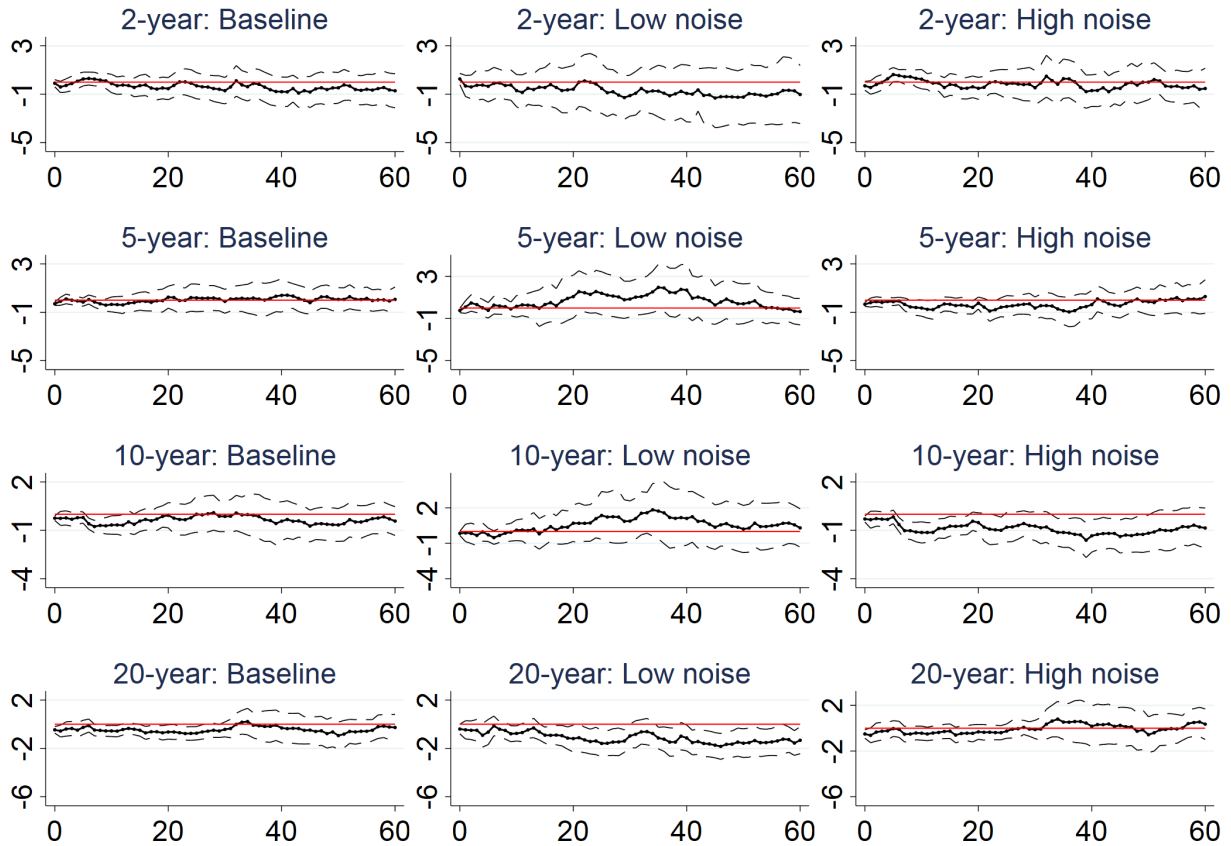 2-year: Baseline
2-year: Low noise
2-year: High noise
3
-1
-5
0 20 40 60
3
-1
-5
0 20 40 60
3
-1
-5
0 20 40 60
5-year: Baseline
5-year: Low noise
5-year: High noise
3
-1
-5
0 20 40 60
3
-1
-5
0 20 40 60
3
-1
-5
0 20 40 60
10-year: Baseline
10-year: Low noise
10-year: High noise
2
-1
-4
0 20 40 60
2
-1
-4
0 20 40 60
2
-1
-4
0 20 40 60
20-year: Baseline
20-year: Low noise
20-year: High noise
2
-2
-6
0 20 40 60
2
-2
-6
0 20 40 60
2
-2
-6
0 20 40 60